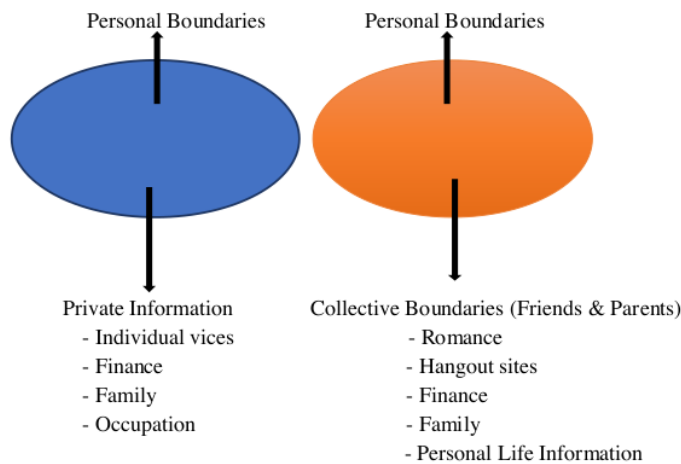 Personal Boundaries
Personal Boundaries
Private Information
- Individual vices
- Finance
- Family
- Occupation
Collective Boundaries (Friends & Parents)
- Romance
- Hangout sites
- Finance
- Family
- Personal Life Information